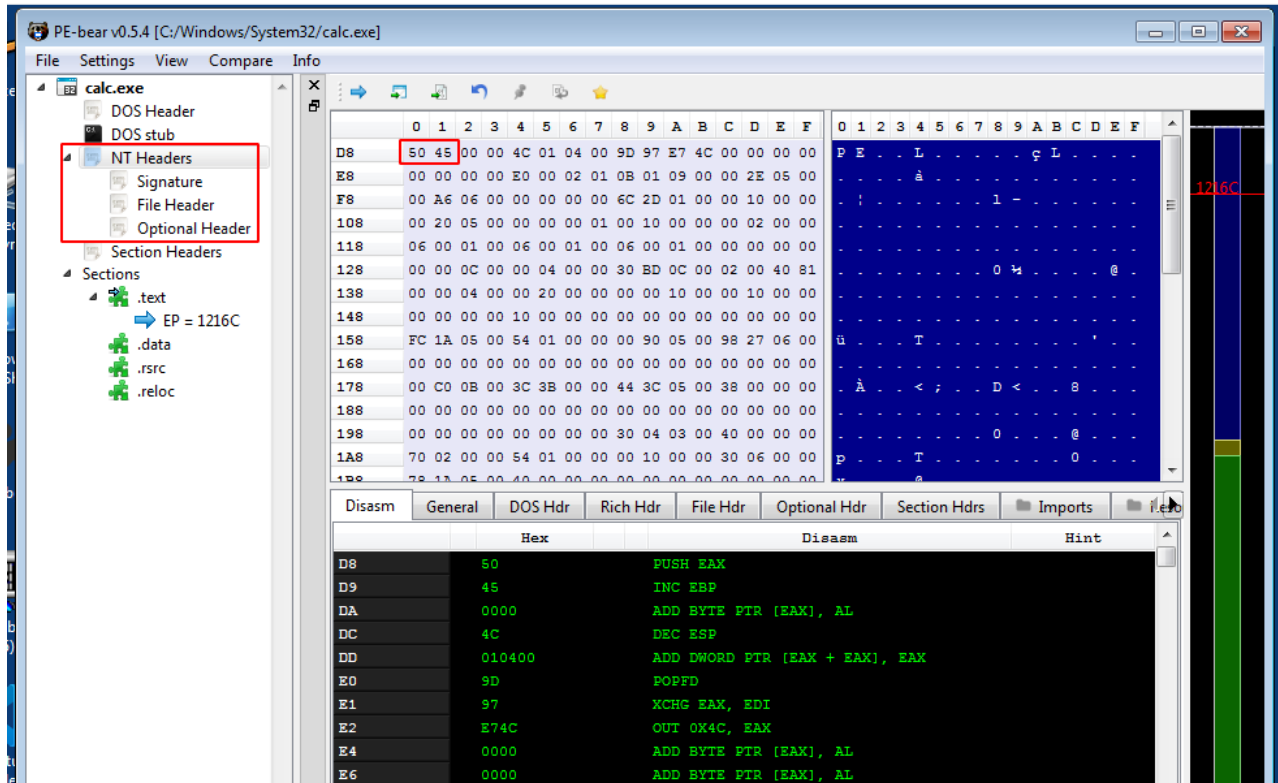 PE-bear v0.5.4 [C:/Windows/System32/calc.exe]
File Settings View Compare Info
calc.exe
DOS Header
DOS stub
NT Headers
Signature
File Header
Optional Header
Section Headers
Sections
.text
EP = 1216C
.data
.rsrc
.reloc
0 1 2 3 4 5 6 7 8 9 A B C D E F 0 1 2 3 4 5 6 7 8 9 A B C D E F
D8 50 45 00 00 4C 01 04 00 9D 97 E7 4C 00 00 00 00 P E . . L . . . . . ç L . . . .
E8 00 00 00 00 E0 00 02 01 0B 01 09 00 00 2E 05 00 . . . . à . . . . . . . . . . .
F8 00 A6 06 00 00 00 00 00 6C 2D 01 00 00 10 00 00 . ¦ . . . . . . l - . . . . . .
108 00 20 05 00 00 00 00 01 00 10 00 00 00 02 00 00 . . . . . . . . . . . . . . . .
118 06 00 01 00 06 00 01 00 06 00 01 00 00 00 00 00 . . . . . . . . . . . . . . . .
128 00 00 0C 00 00 04 00 00 30 BD 0C 00 02 00 40 81 . . . . . . . . 0 ½ . . . . @ .
138 00 00 04 00 00 20 00 00 00 00 10 00 00 10 00 00 . . . . . . . . . . . . . . . .
148 00 00 00 00 10 00 00 00 00 00 00 00 00 00 00 00 . . . . . . . . . . . . . . . .
158 FC 1A 05 00 54 01 00 00 00 90 05 00 98 27 06 00 ü . . . T . . . . . . . . ' . .
168 00 00 00 00 00 00 00 00 00 00 00 00 00 00 00 00 . . . . . . . . . . . . . . . .
178 00 C0 0B 00 3C 3B 00 00 44 3C 05 00 38 00 00 00 . À . . < ; . . D < . . 8 . . .
188 00 00 00 00 00 00 00 00 00 00 00 00 00 00 00 00 . . . . . . . . . . . . . . . .
198 00 00 00 00 00 00 00 00 30 04 03 00 40 00 00 00 . . . . . . . . 0 . . . @ . . .
1A8 70 02 00 00 54 01 00 00 00 10 00 00 30 06 00 00 p . . . T . . . . . . . 0 . . .
1216C
Disasm General DOS Hdr Rich Hdr File Hdr Optional Hdr Section Hdrs Imports
Hex Disasm Hint
D8 50 PUSH EAX
D9 45 INC EBP
DA 0000 ADD BYTE PTR [EAX], AL
DC 4C DEC ESP
DD 010400 ADD DWORD PTR [EAX + EAX], EAX
E0 9D POPFD
E1 97 XCHG EAX, EDI
E2 E74C OUT 0X4C, EAX
E4 0000 ADD BYTE PTR [EAX], AL
E6 0000 ADD BYTE PTR [EAX], AL